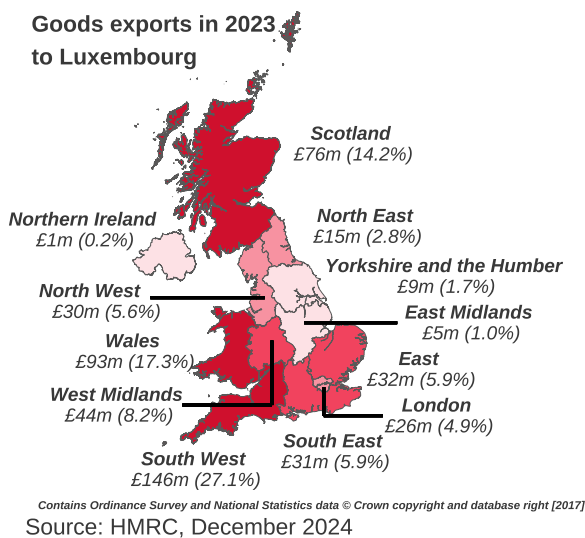 Goods exports in 2023
to Luxembourg
Scotland
£76m (14.2%)
Northern Ireland
£1m (0.2%)
North East
£15m (2.8%)
Yorkshire and the Humber
£9m (1.7%)
North West
£30m (5.6%)
East Midlands
£5m (1.0%)
Wales
£93m (17.3%)
East
£32m (5.9%)
West Midlands
£44m (8.2%)
London
£26m (4.9%)
South East
£31m (5.9%)
South West
£146m (27.1%)
Contains Ordinance Survey and National Statistics data © Crown copyright and database right [2017]
Source: HMRC, December 2024